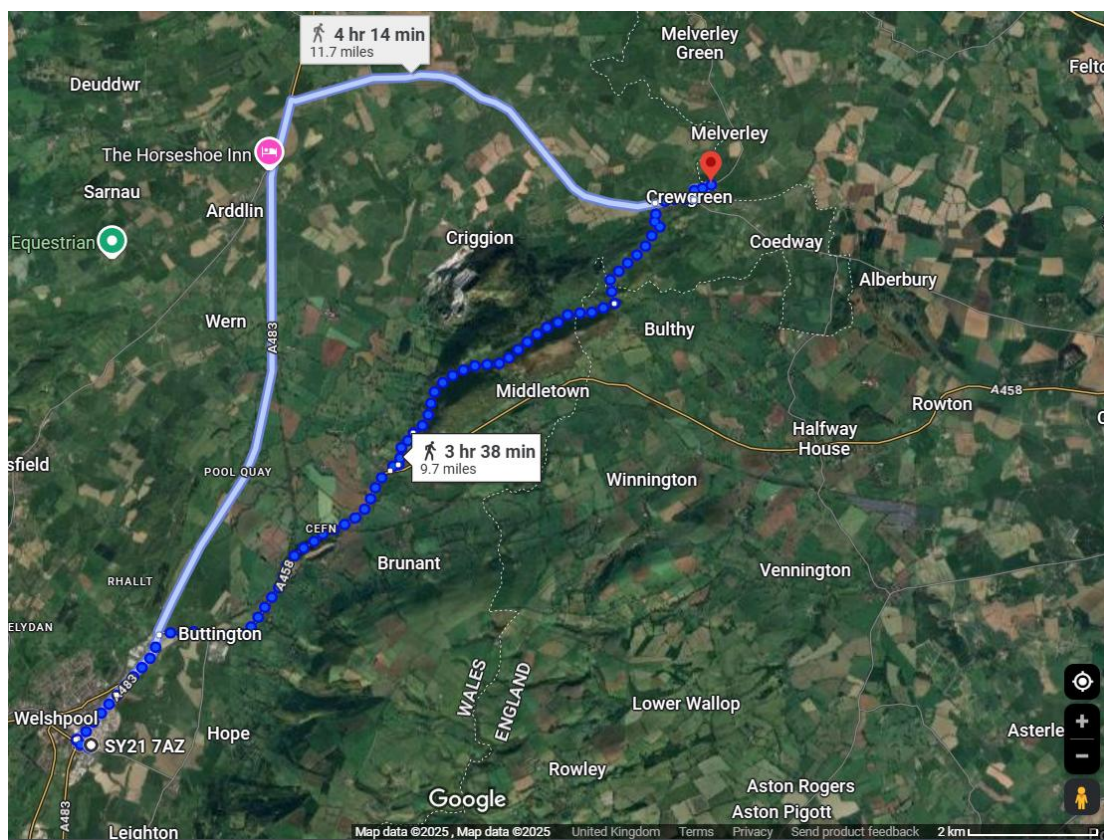 4 hr 14 min
11.7 miles
Melverley
Green
Felto
Deuddwr
Melverley
The Horseshoe Inn
Sarnau
Crewgreen
Arddlin
Equestrian
Criggion
Coedway
Alberbury
Wern
A483
Bulthy
Middletown
A458
Rowton
Halfway
House
sfield
POOL QUAY
3 hr 38 min
9.7 miles
Winnington
CEFN
Brunant
Vennington
A458
RHALLT
ELYDAN
Buttington
WALES
ENGLAND
A483
Lower Wallop
Welshpool
Hope
SY21 7AZ
Asterle
Rowley
Aston Rogers
Google
Aston Pigott
A483
Leighton
Map data ©2025 , Map data ©2025 United Kingdom Terms Privacy Send product feedback 2 km